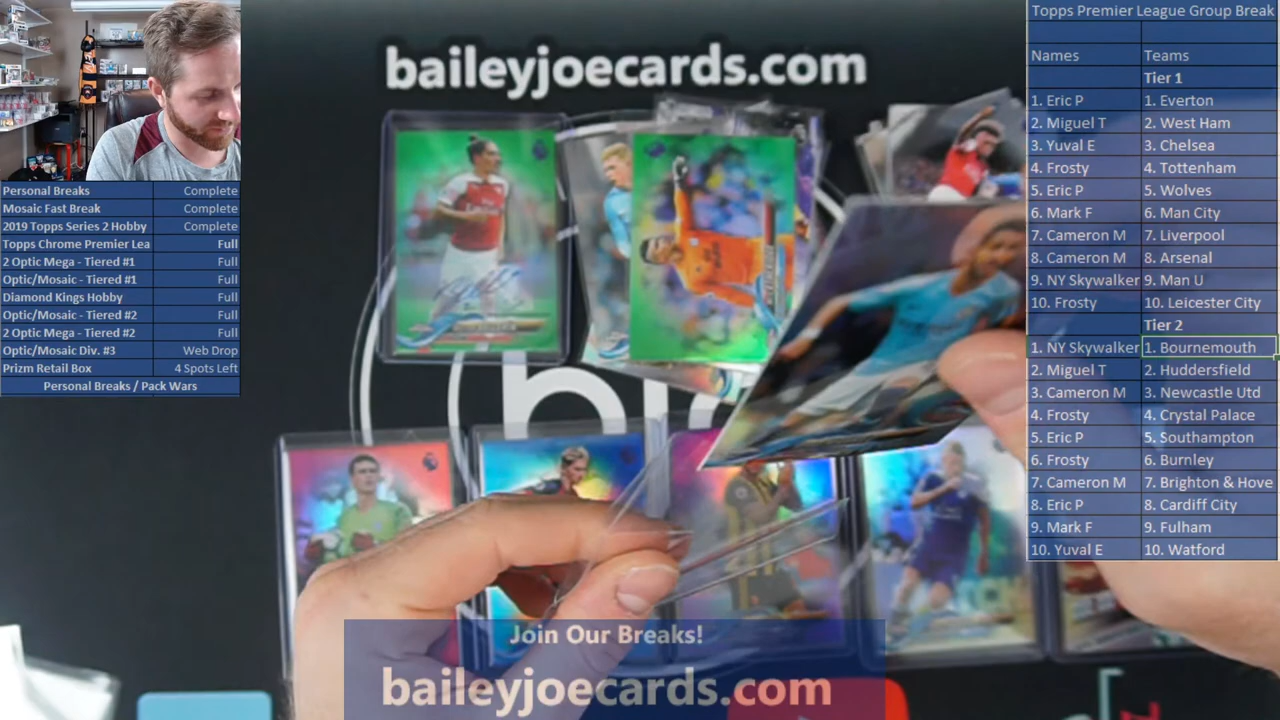 baileyjoecards.com
Personal Breaks Complete
Mosaic Fast Break Complete
2019 Topps Series 2 Hobby Complete
Topps Chrome Premier Lea Full
2 Optic Mega - Tiered #1 Full
Optic/Mosaic - Tiered #1 Full
Diamond Kings Hobby Full
Optic/Mosaic - Tiered #2 Full
2 Optic Mega - Tiered #2 Full
Optic/Mosaic Div. #3 Web Drop
Prizm Retail Box 4 Spots Left
Personal Breaks / Pack Wars
Topps Premier League Group Break
Names Teams
Tier 1
1. Eric P 1. Everton
2. Miguel T 2. West Ham
3. Yuval E 3. Chelsea
4. Frosty 4. Tottenham
5. Eric P 5. Wolves
6. Mark F 6. Man City
7. Cameron M 7. Liverpool
8. Cameron M 8. Arsenal
9. NY Skywalker 9. Man U
10. Frosty 10. Leicester City
Tier 2
1. NY Skywalker 1. Bournemouth
2. Miguel T 2. Huddersfield
3. Cameron M 3. Newcastle Utd
4. Frosty 4. Crystal Palace
5. Eric P 5. Southampton
6. Frosty 6. Burnley
7. Cameron M 7. Brighton & Hove
8. Eric P 8. Cardiff City
9. Mark F 9. Fulham
10. Yuval E 10. Watford
Join Our Breaks!
baileyjoecards.com